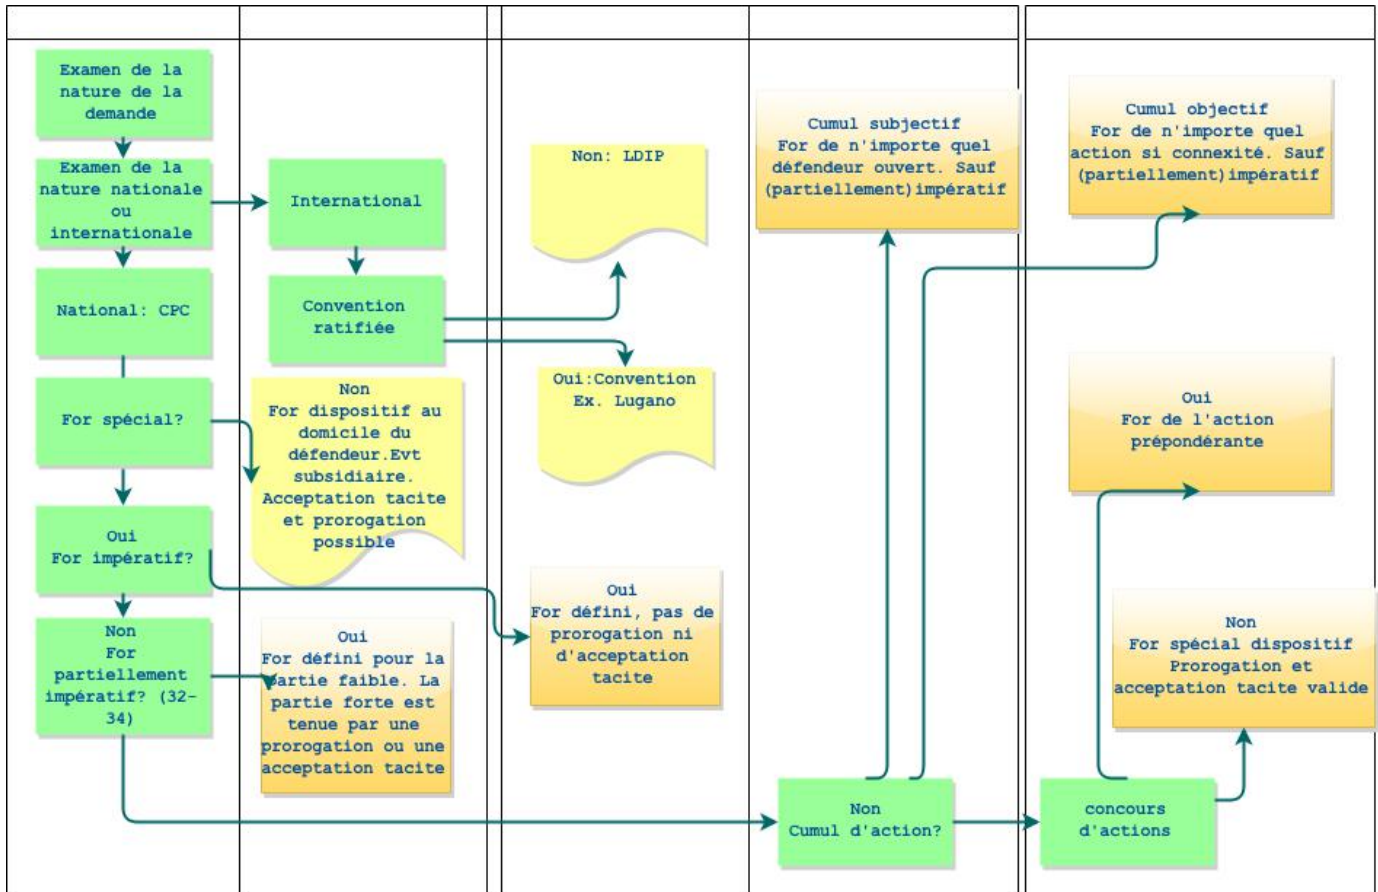 Examen de la
nature de la
demande
Examen de la
nature nationale
ou
internationale
National: CPC
For spécial?
Oui
For impératif?
Non
For
partiellement
impératif? (32-
34)
International
Convention
ratifiée
Non
For dispositif au
domicile du
défendeur.Evt
subsidiaire.
Acceptation tacite
et prorogation
possible
Oui
For défini pour la
partie faible. La
partie forte est
tenue par une
prorogation ou une
acceptation tacite
Non: LDIP
Oui:Convention
Ex. Lugano
Oui
For défini, pas de
prorogation ni
d'acceptation
tacite
Cumul subjectif
For de n'importe quel
défendeur ouvert. Sauf
(partiellement)impératif
Non
Cumul d'action?
Cumul objectif
For de n'importe quel
action si connexité. Sauf
(partiellement)impératif
Oui
For de l'action
prépondérante
Non
For spécial dispositif
Prorogation et
acceptation tacite valide
concours
d'actions